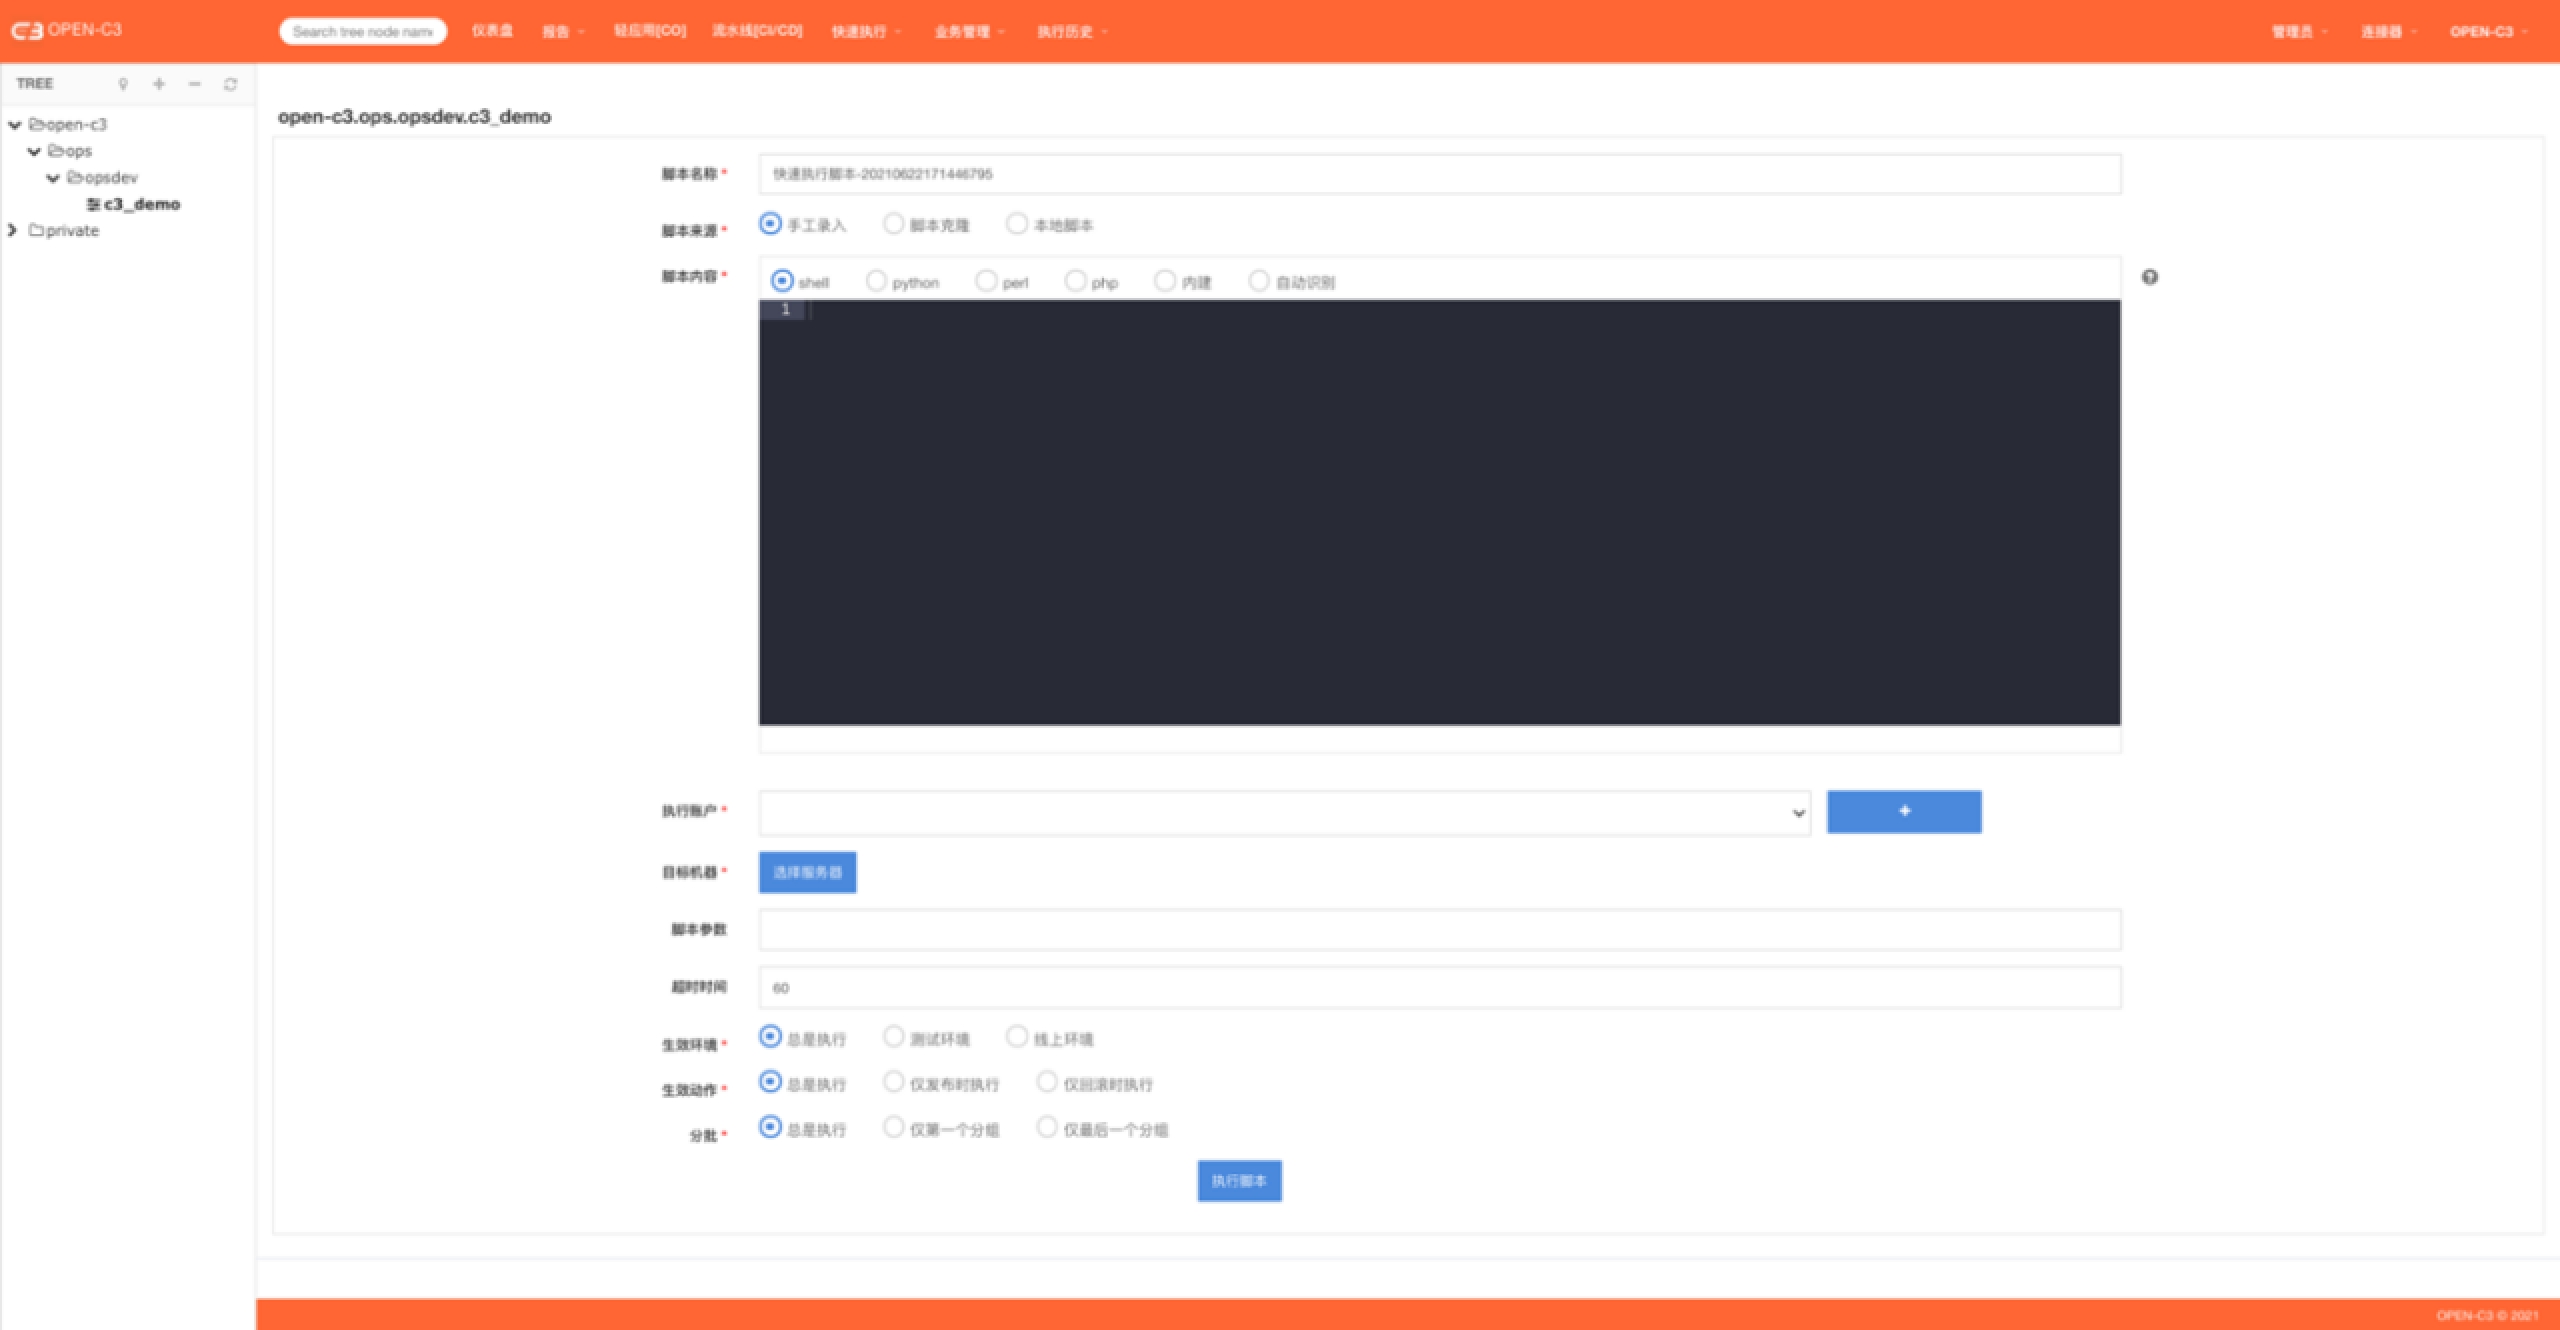 OPEN-C3
Search tree node name 仪表盘 报告 轻应用[CO] 流水线[CI/CD] 快速执行 业务管理 执行历史 管理员 连接器 OPEN-C3
TREE
open-c3
ops
opsdev
c3_demo
private
open-c3.ops.opsdev.c3_demo
脚本名称* 快速执行脚本-20210622171446795
脚本来源* 手工录入 脚本克隆 本地脚本
脚本内容* shell python perl php 内建 自动识别
1
执行账户* +
目标机器* 选择服务器
脚本参数
超时时间 60
生效环境* 总是执行 测试环境 线上环境
生效动作* 总是执行 仅发布时执行 仅回滚时执行
分批* 总是执行 仅第一个分组 仅最后一个分组
执行脚本
OPEN-C3 © 2021